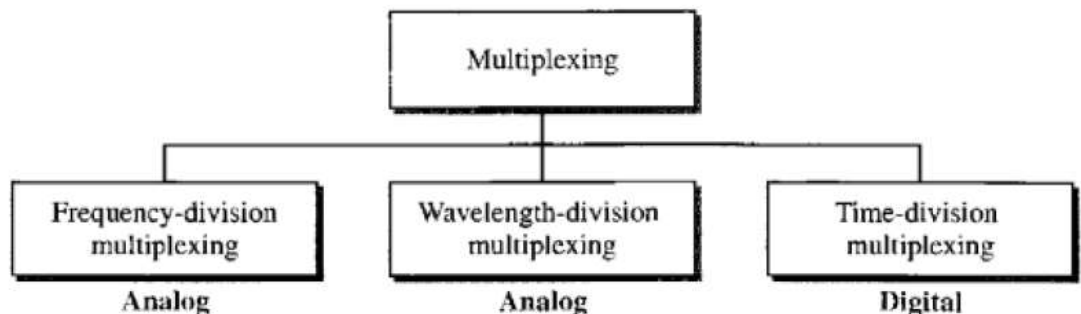 Multiplexing
Frequency-division
multiplexing
Wavelength-division
multiplexing
Time-division
multiplexing
Analog
Analog
Digital